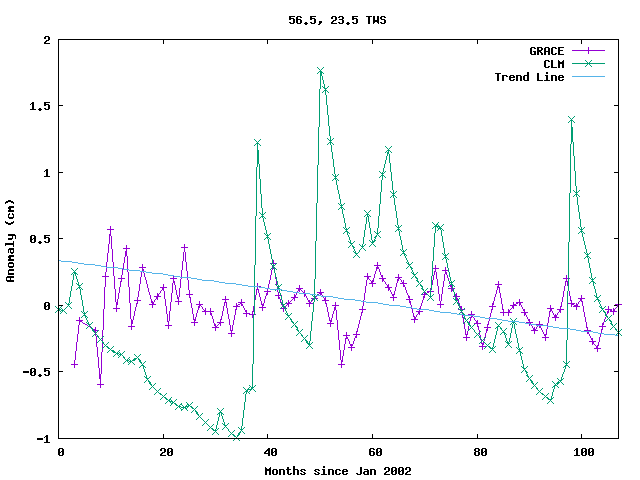 56.5, 23.5 TWS
GRACE
CLM
Trend Line
2
1.5
1
0.5
0
-0.5
-1
Anomaly (cm)
0 20 40 60 80 100
Months since Jan 2002